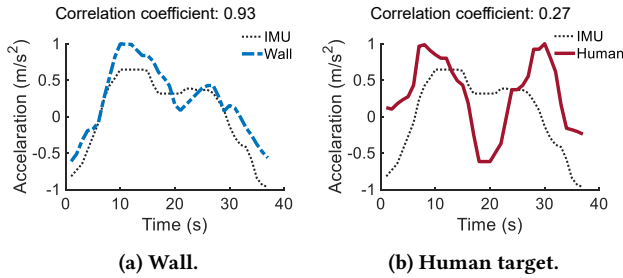 Correlation coefficient: 0.93
IMU
Wall
Accelaration (m/s²)
1
0.5
0
-0.5
-1
0 10 20 30 40
Time (s)
(a) Wall.
Correlation coefficient: 0.27
IMU
Human
Accelaration (m/s²)
1
0.5
0
-0.5
-1
0 10 20 30 40
Time (s)
(b) Human target.